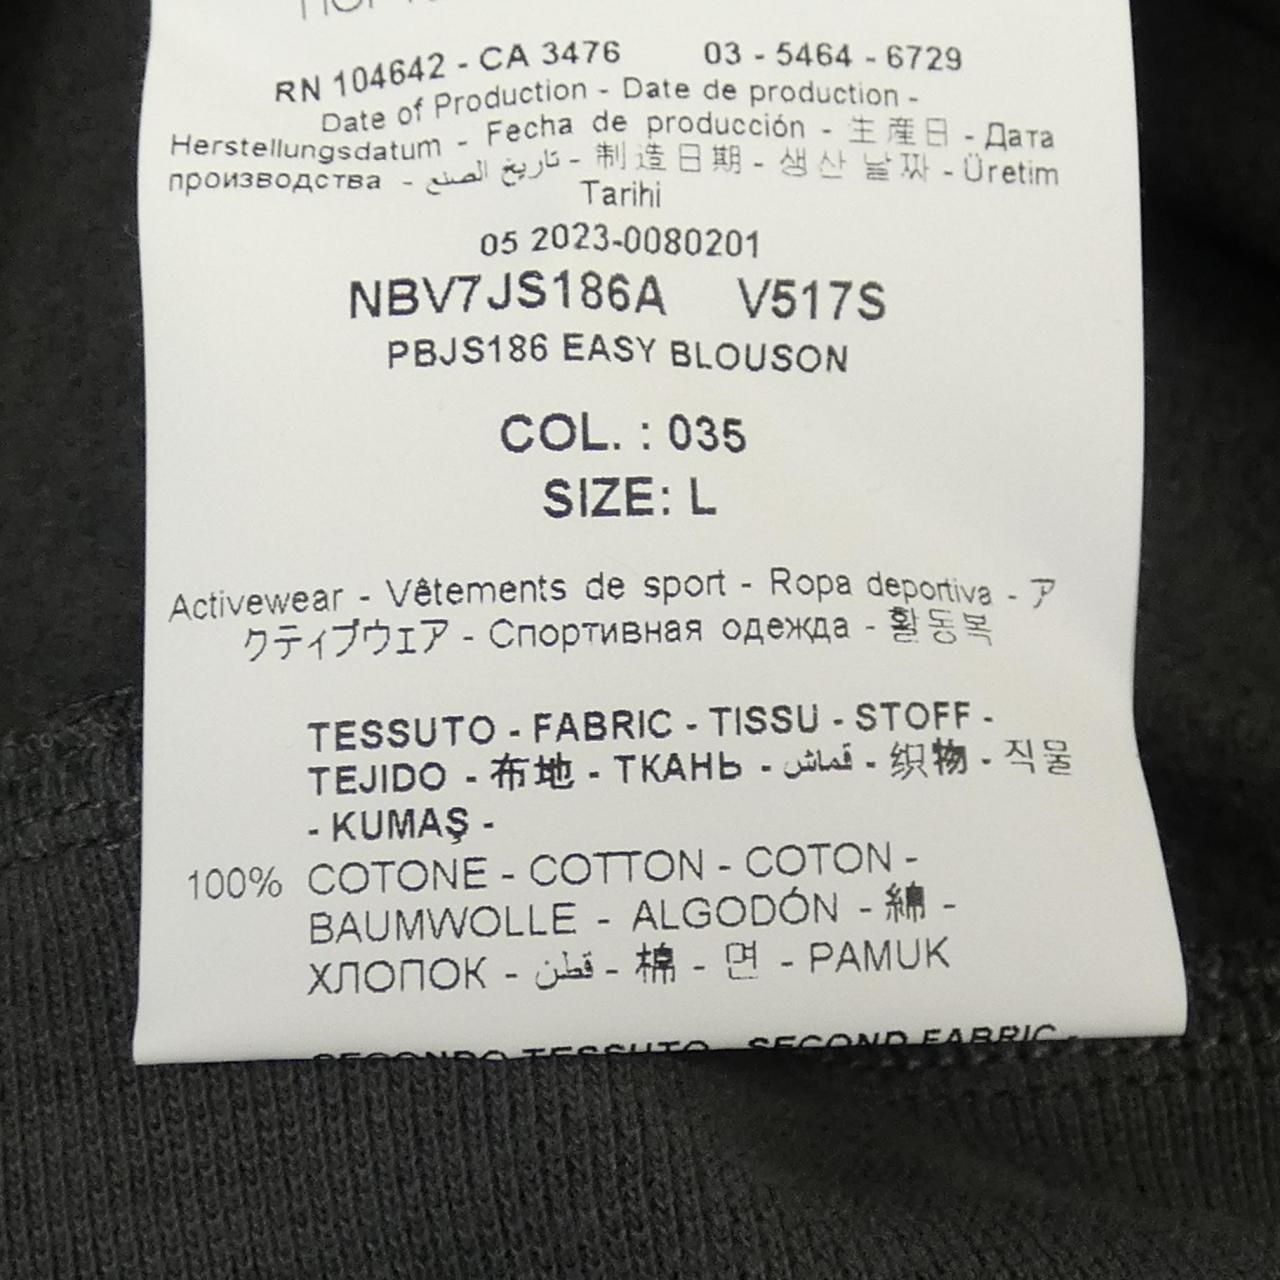 RN 104642 - CA 3476 03 - 5464 - 6729
Date of Production - Date de production -
Herstellungsdatum - Fecha de producción - 生産日 - Дата
производства - تاريخ الصنع - 制造日期 - 생산날짜 - Üretim
Tarihi
05 2023-0080201
NBV7JS186A V517S
PBJS186 EASY BLOUSON
COL. : 035
SIZE: L
Activewear - Vêtements de sport - Ropa deportiva - ア
クティブウェア - Спортивная одежда - 활동복
TESSUTO - FABRIC - TISSU - STOFF -
TEJIDO - 布地 - ТКАНЬ - قماش - 织物 - 직물
- KUMAŞ -
100% COTONE - COTTON - COTON -
BAUMWOLLE - ALGODÓN - 綿 -
ХЛОПОК - قطن - 棉 - 면 - PAMUK
SECONDO TESSUTO - SECOND FABRIC -